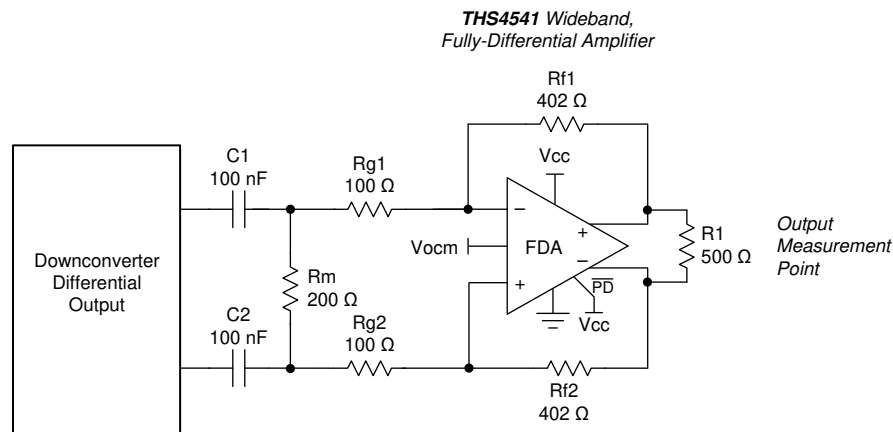 THS4541 Wideband,
Fully-Differential Amplifier
Rf1
402 Ω
C1
100 nF
Rg1
100 Ω
Vcc
−
+
Vocm
FDA
R1
500 Ω
Output
Measurement
Point
Downconverter
Differential
Output
Rm
200 Ω
−
+
PD
Vcc
C2
100 nF
Rg2
100 Ω
Rf2
402 Ω